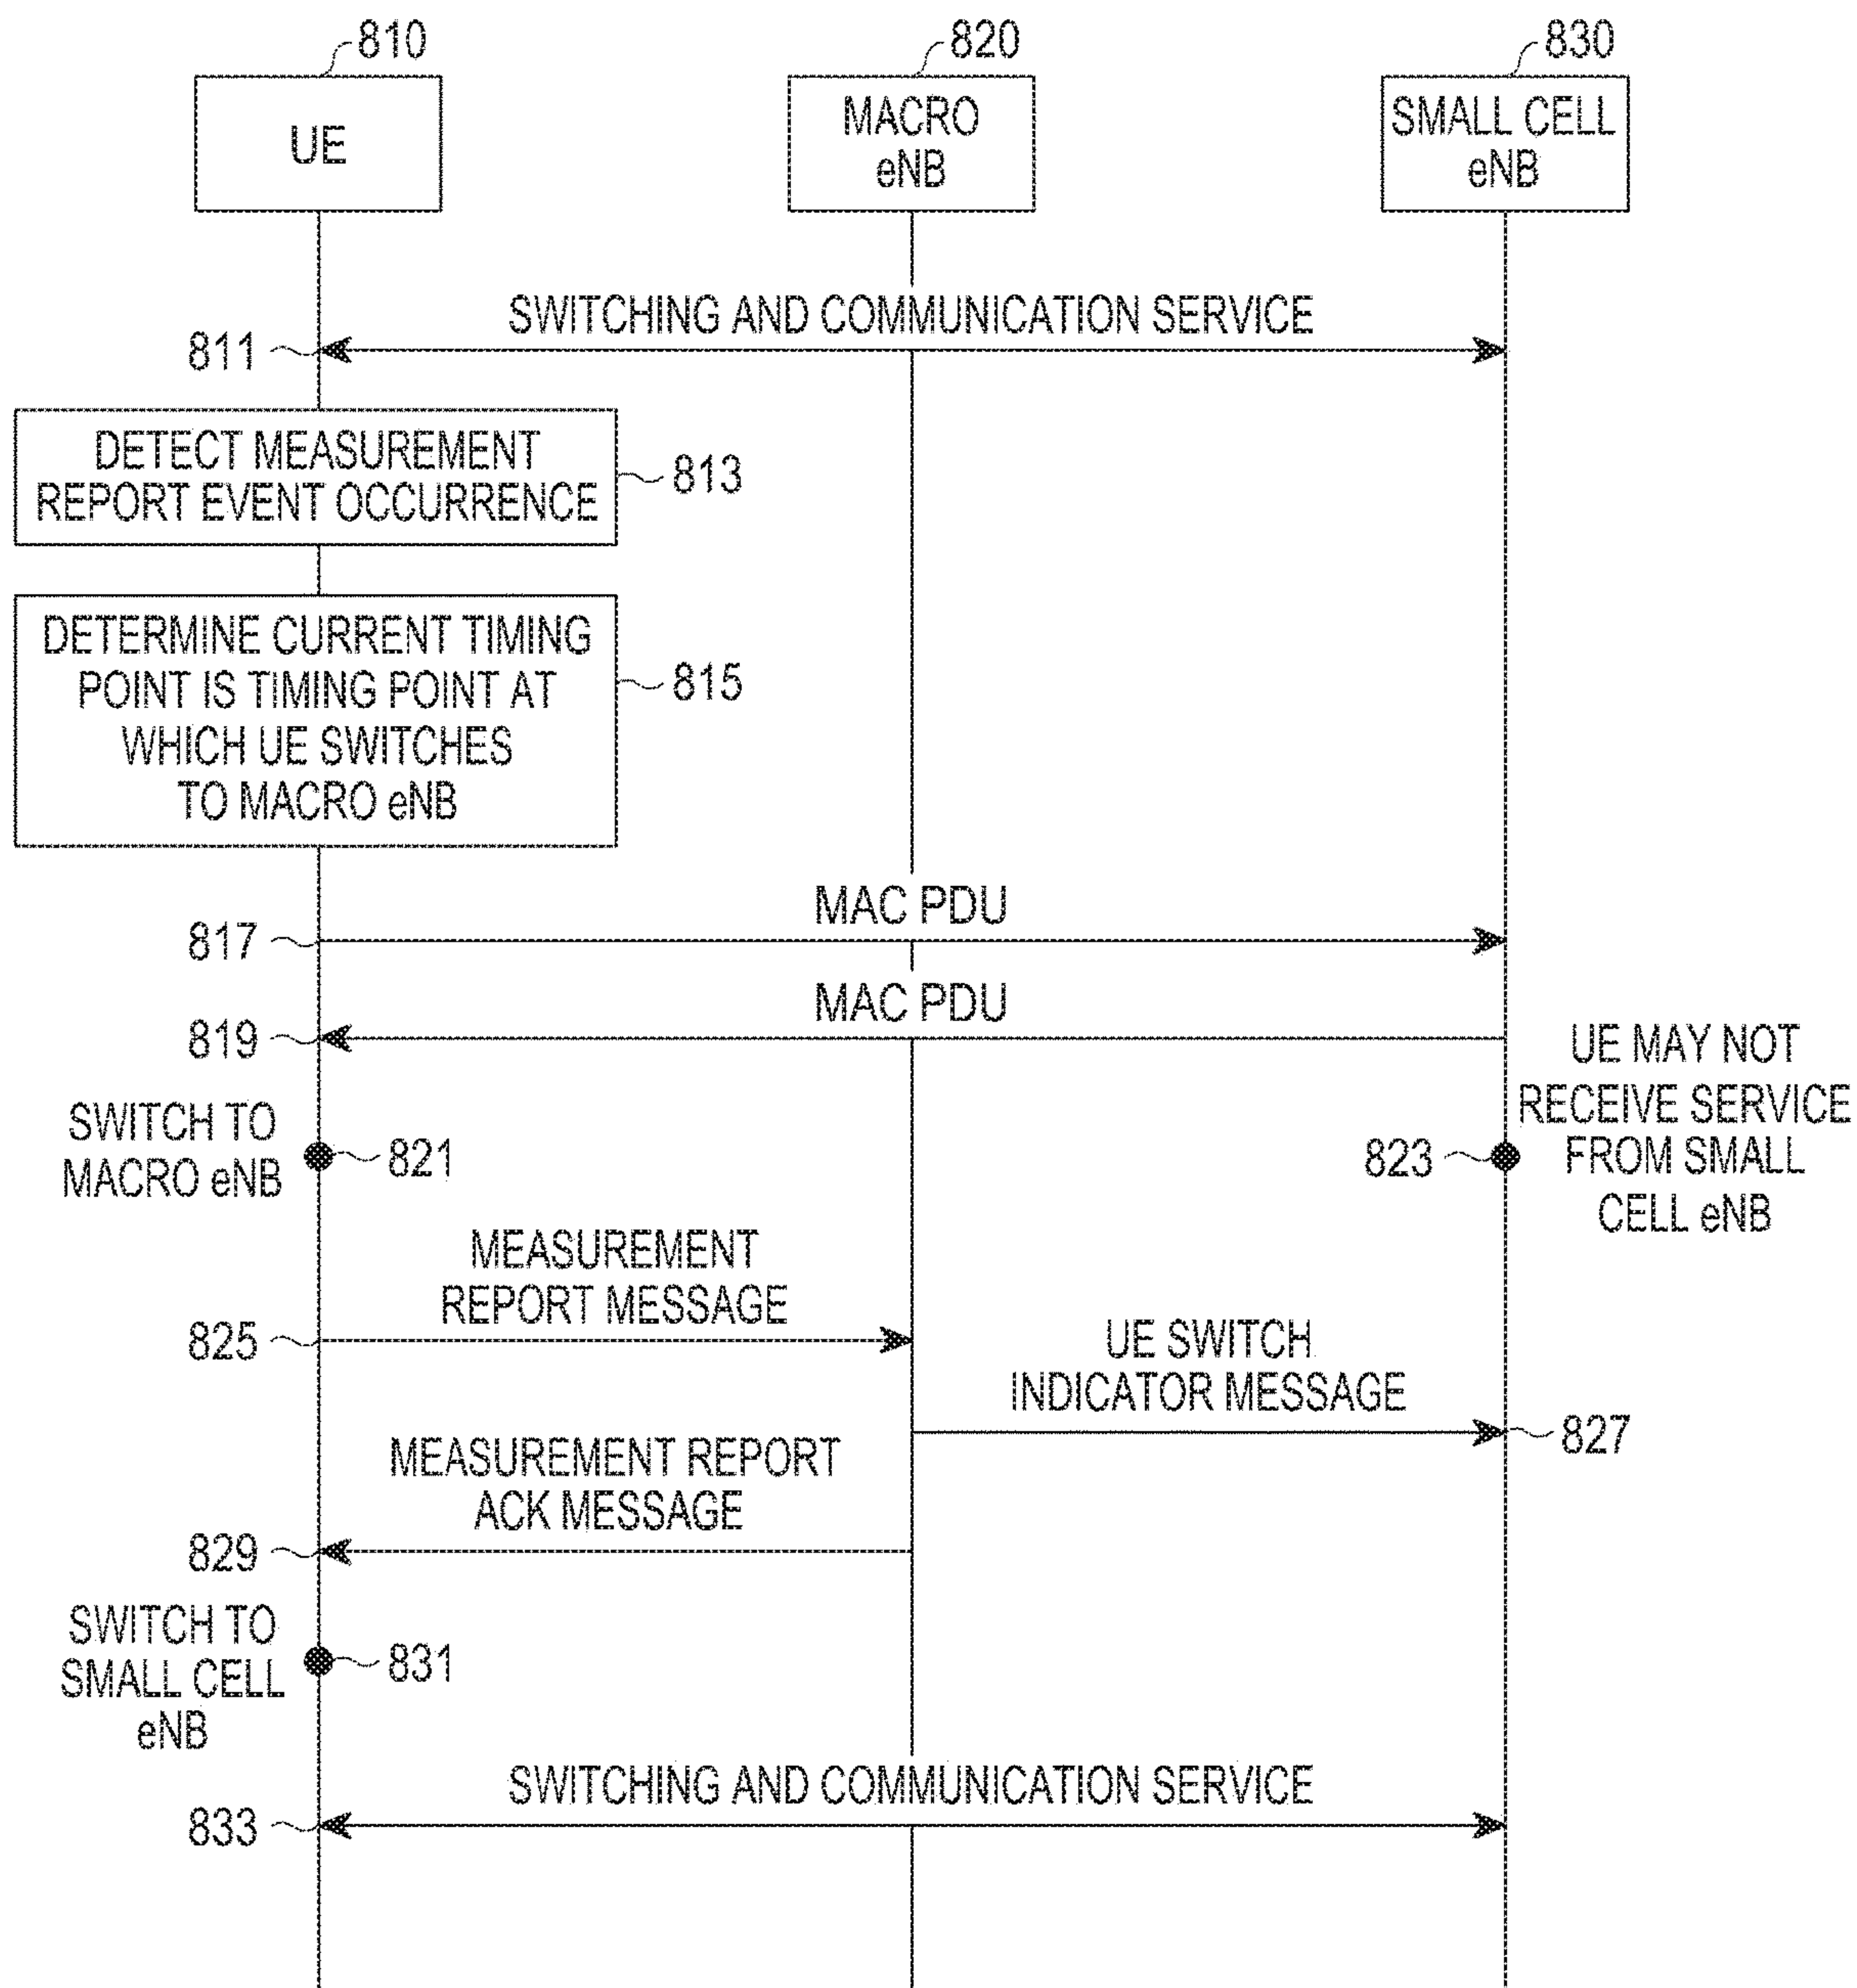 810
820
830
UE
MACRO
eNB
SMALL CELL
eNB
SWITCHING AND COMMUNICATION SERVICE
811
DETECT MEASUREMENT
REPORT EVENT OCCURRENCE
813
DETERMINE CURRENT TIMING
POINT IS TIMING POINT AT
WHICH UE SWITCHES
TO MACRO eNB
815
MAC PDU
817
MAC PDU
819
SWITCH TO
MACRO eNB
821
823
UE MAY NOT
RECEIVE SERVICE
FROM SMALL
CELL eNB
MEASUREMENT
REPORT MESSAGE
825
UE SWITCH
INDICATOR MESSAGE
827
MEASUREMENT REPORT
ACK MESSAGE
829
SWITCH TO
SMALL CELL
eNB
831
SWITCHING AND COMMUNICATION SERVICE
833